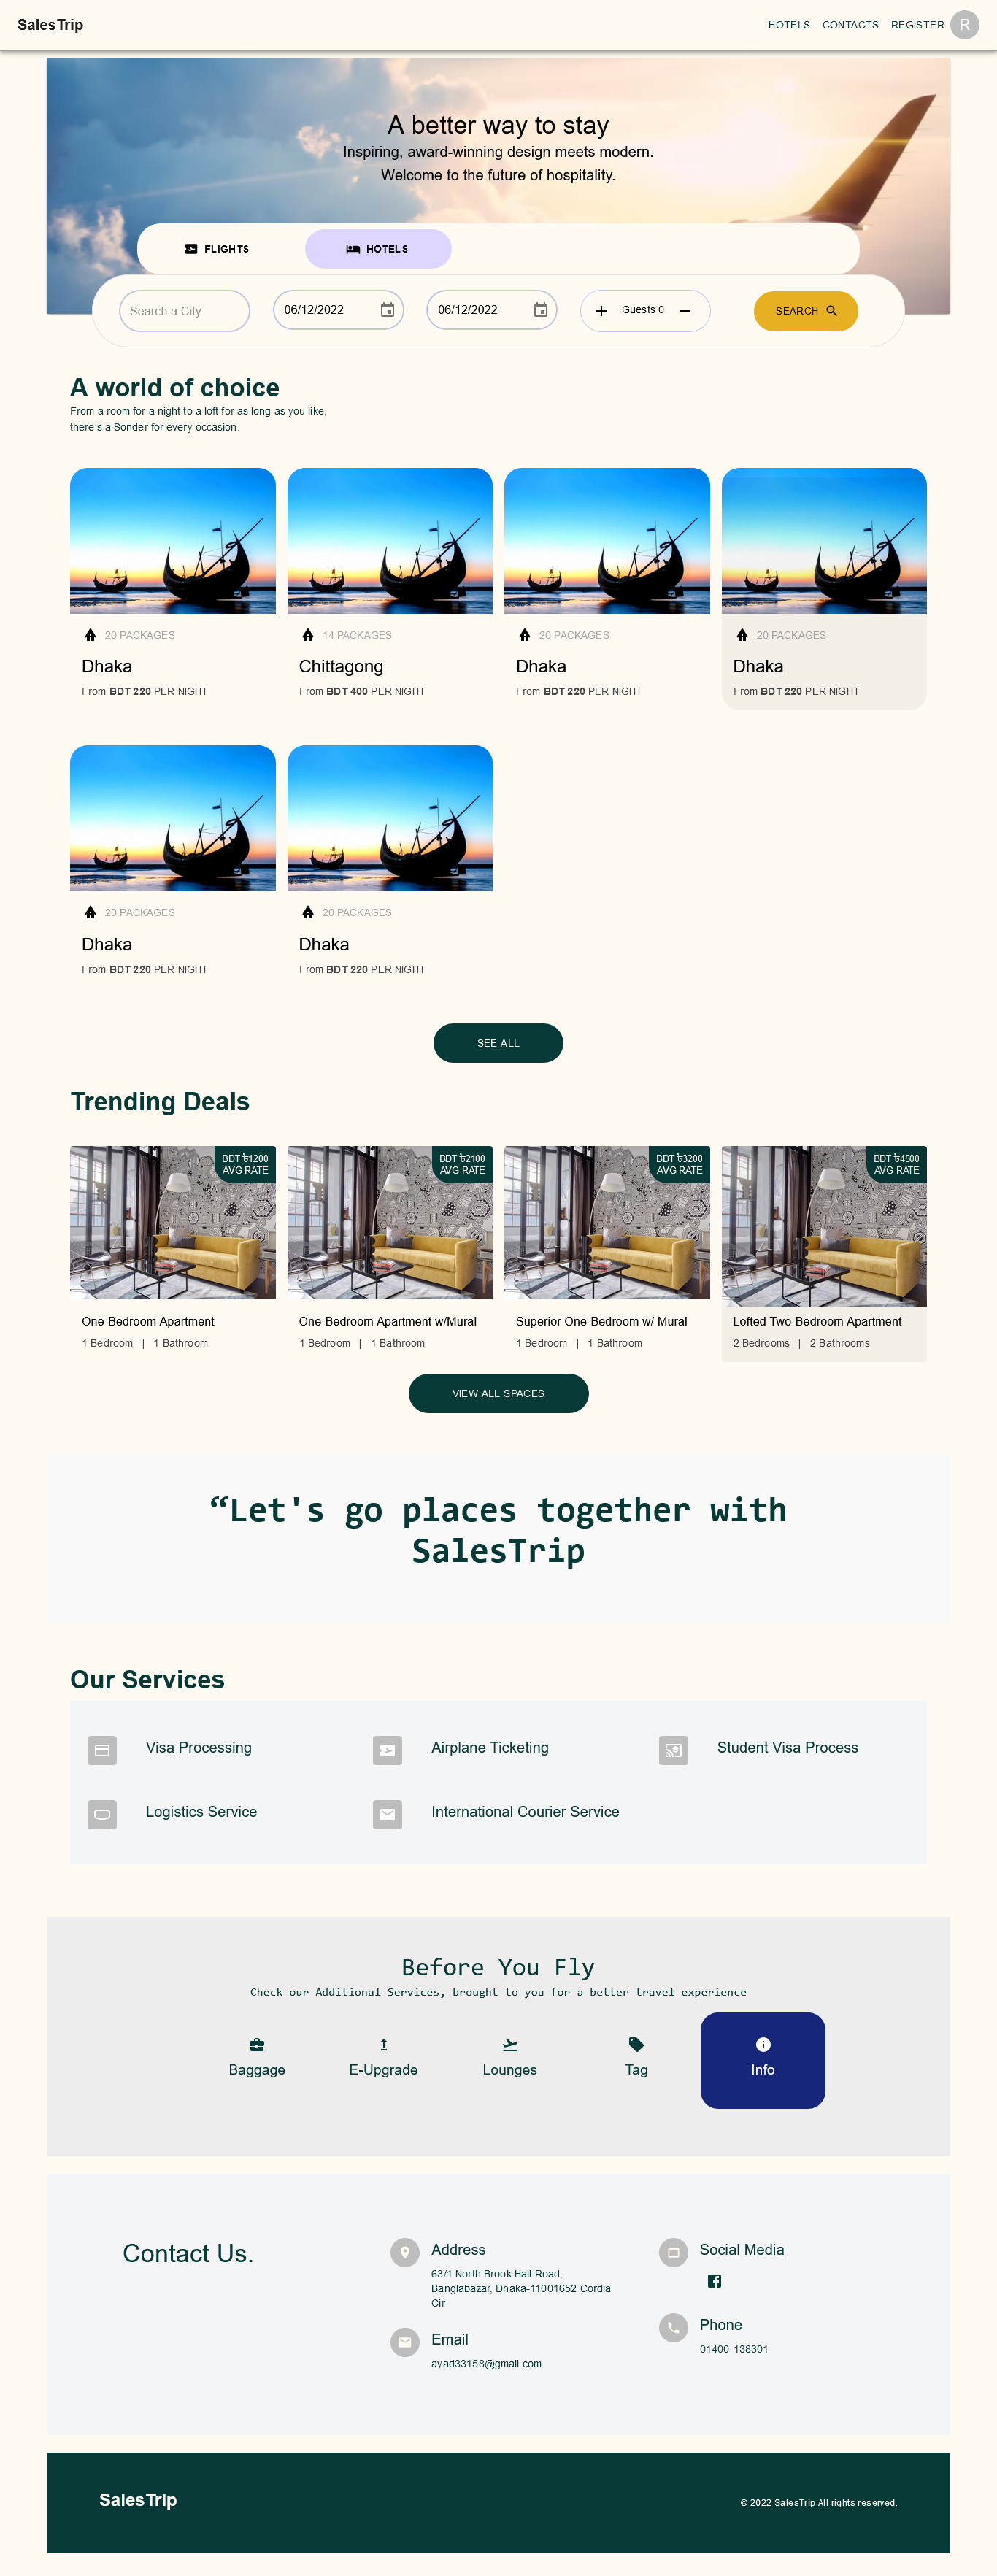 SalesTrip
HOTELS CONTACTS REGISTER R
A better way to stay
Inspiring, award-winning design meets modern.
Welcome to the future of hospitality.
FLIGHTS HOTELS
Search a City 06/12/2022 06/12/2022 Guests 0 SEARCH
A world of choice
From a room for a night to a loft for as long as you like,
there's a Sonder for every occasion.
20 PACKAGES
Dhaka
From BDT 220 PER NIGHT
14 PACKAGES
Chittagong
From BDT 400 PER NIGHT
20 PACKAGES
Dhaka
From BDT 220 PER NIGHT
20 PACKAGES
Dhaka
From BDT 220 PER NIGHT
20 PACKAGES
Dhaka
From BDT 220 PER NIGHT
20 PACKAGES
Dhaka
From BDT 220 PER NIGHT
SEE ALL
Trending Deals
BDT ৳1200
AVG RATE
One-Bedroom Apartment
1 Bedroom | 1 Bathroom
BDT ৳2100
AVG RATE
One-Bedroom Apartment w/Mural
1 Bedroom | 1 Bathroom
BDT ৳3200
AVG RATE
Superior One-Bedroom w/ Mural
1 Bedroom | 1 Bathroom
BDT ৳4500
AVG RATE
Lofted Two-Bedroom Apartment
2 Bedrooms | 2 Bathrooms
VIEW ALL SPACES
“Let's go places together with
SalesTrip
Our Services
Visa Processing
Airplane Ticketing
Student Visa Process
Logistics Service
International Courier Service
Before You Fly
Check our Additional Services, brought to you for a better travel experience
Baggage
E-Upgrade
Lounges
Tag
Info
Contact Us.
Address
63/1 North Brook Hall Road,
Banglabazar, Dhaka-11001652 Cordia
Cir
Email
ayad33158@gmail.com
Social Media
Phone
01400-138301
SalesTrip
© 2022 SalesTrip All rights reserved.